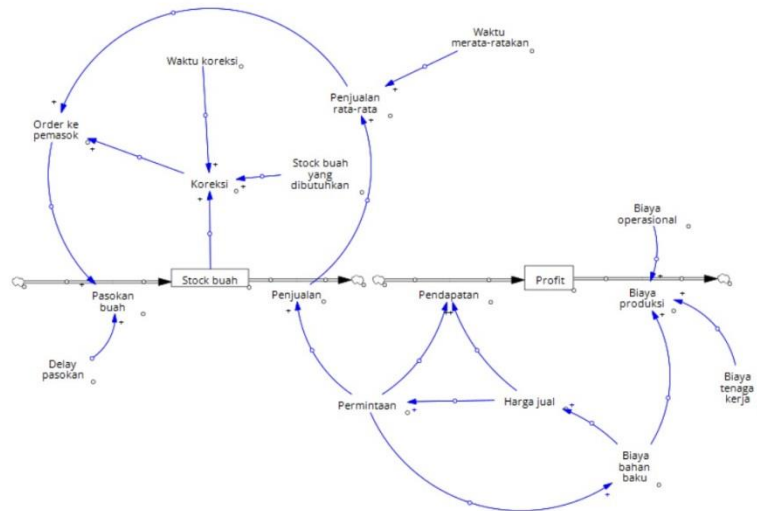 Waktu
merata-ratakan
Waktu koreksi
Penjualan
rata-rata
Order ke
pemasok
Stock buah
yang
dibutuhkan
Koreksi
Biaya
operasional
Stock buah
Profit
Pasokan
buah
Penjualan
Pendapatan
Biaya
produksi
Delay
pasokan
Biaya
tenaga
kerja
Permintaan
Harga jual
Biaya
bahan
baku